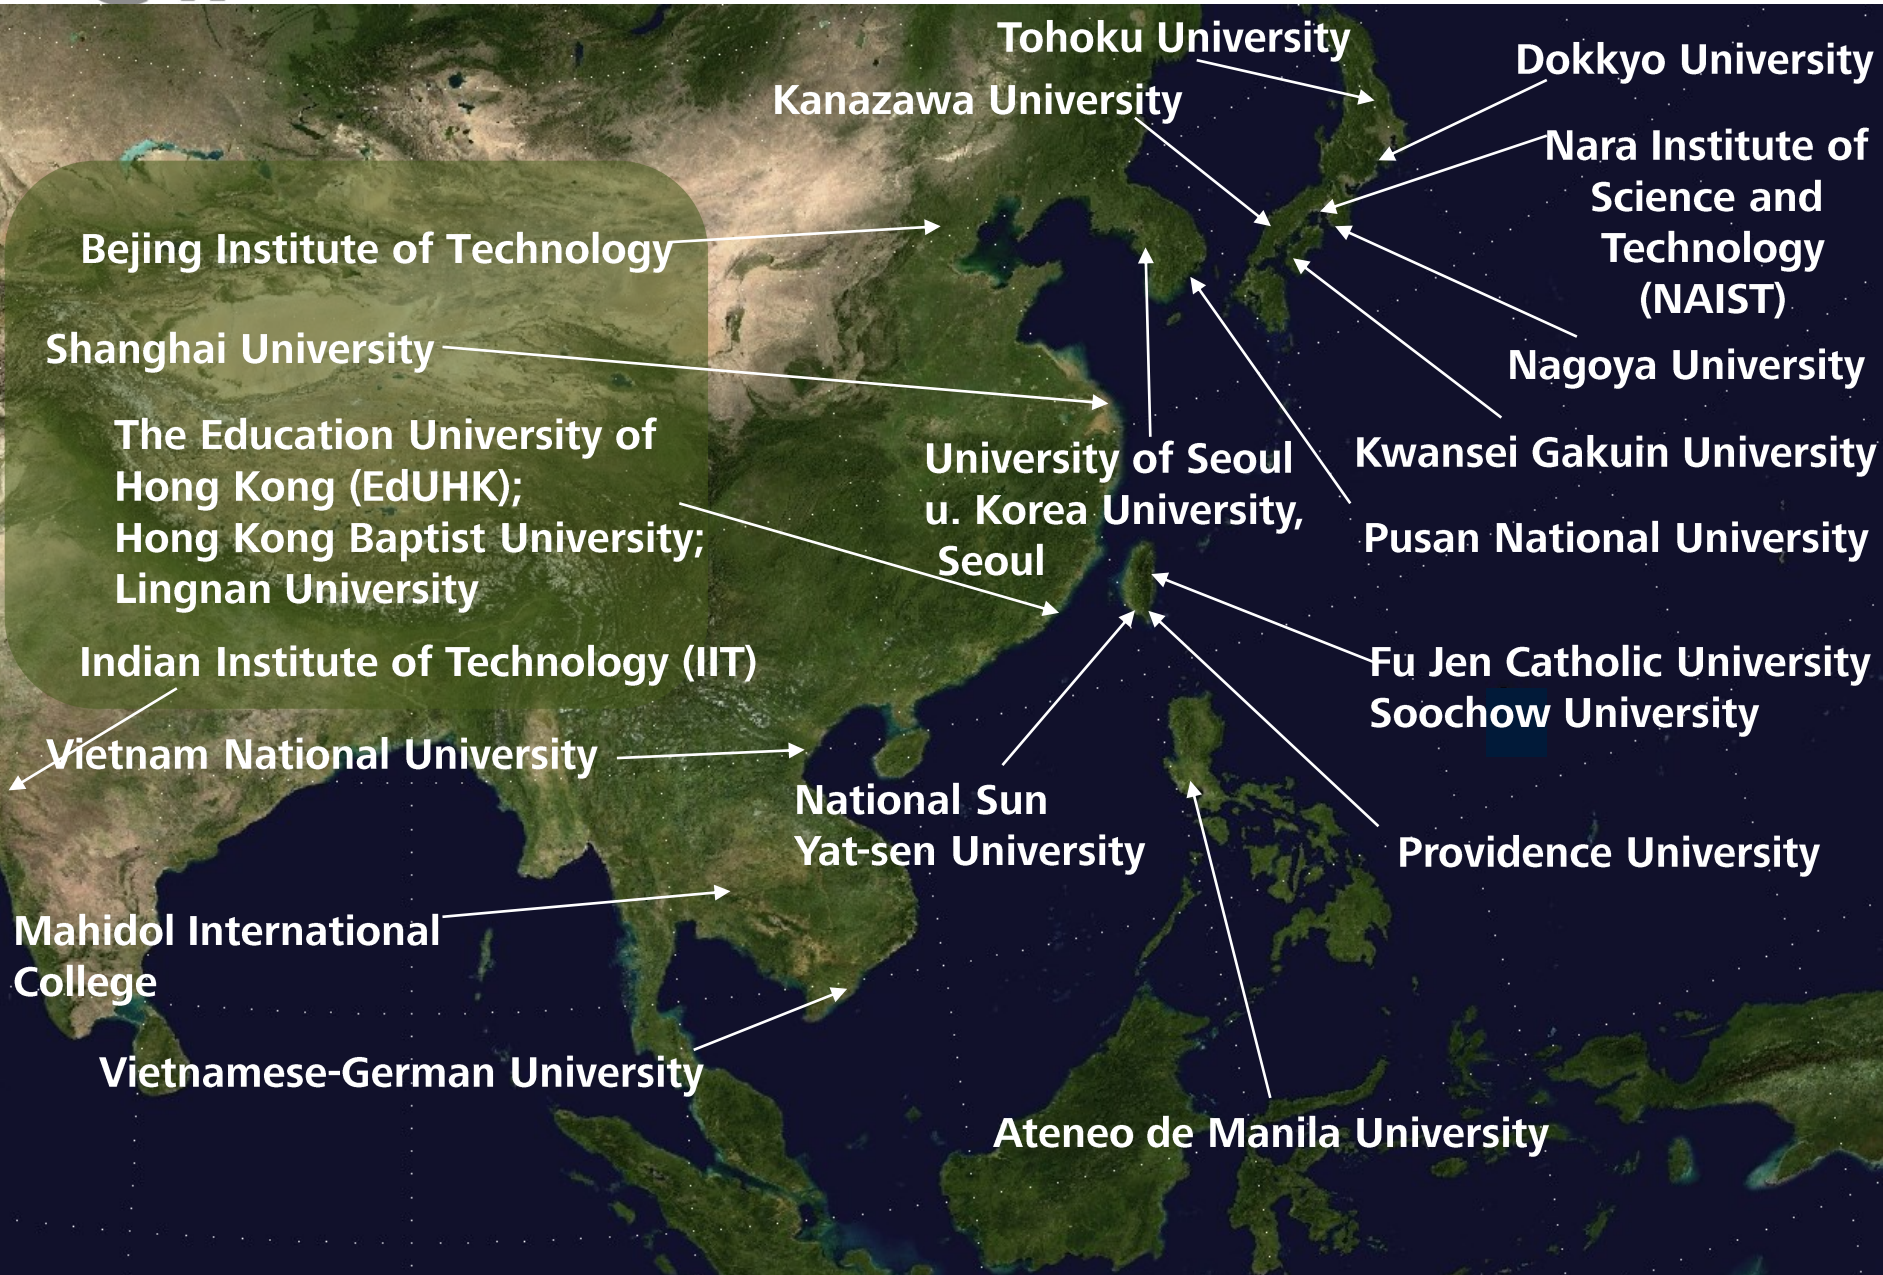 Tohoku University
Dokkyo University
Kanazawa University
Nara Institute of
Science and
Technology
(NAIST)
Bejing Institute of Technology
Shanghai University
Nagoya University
The Education University of
Hong Kong (EdUHK);
Hong Kong Baptist University;
Lingnan University
University of Seoul
u. Korea University,
Seoul
Kwansei Gakuin University
Pusan National University
Indian Institute of Technology (IIT)
Fu Jen Catholic University
Soochow University
Vietnam National University
National Sun
Yat-sen University
Providence University
Mahidol International
College
Vietnamese-German University
Ateneo de Manila University